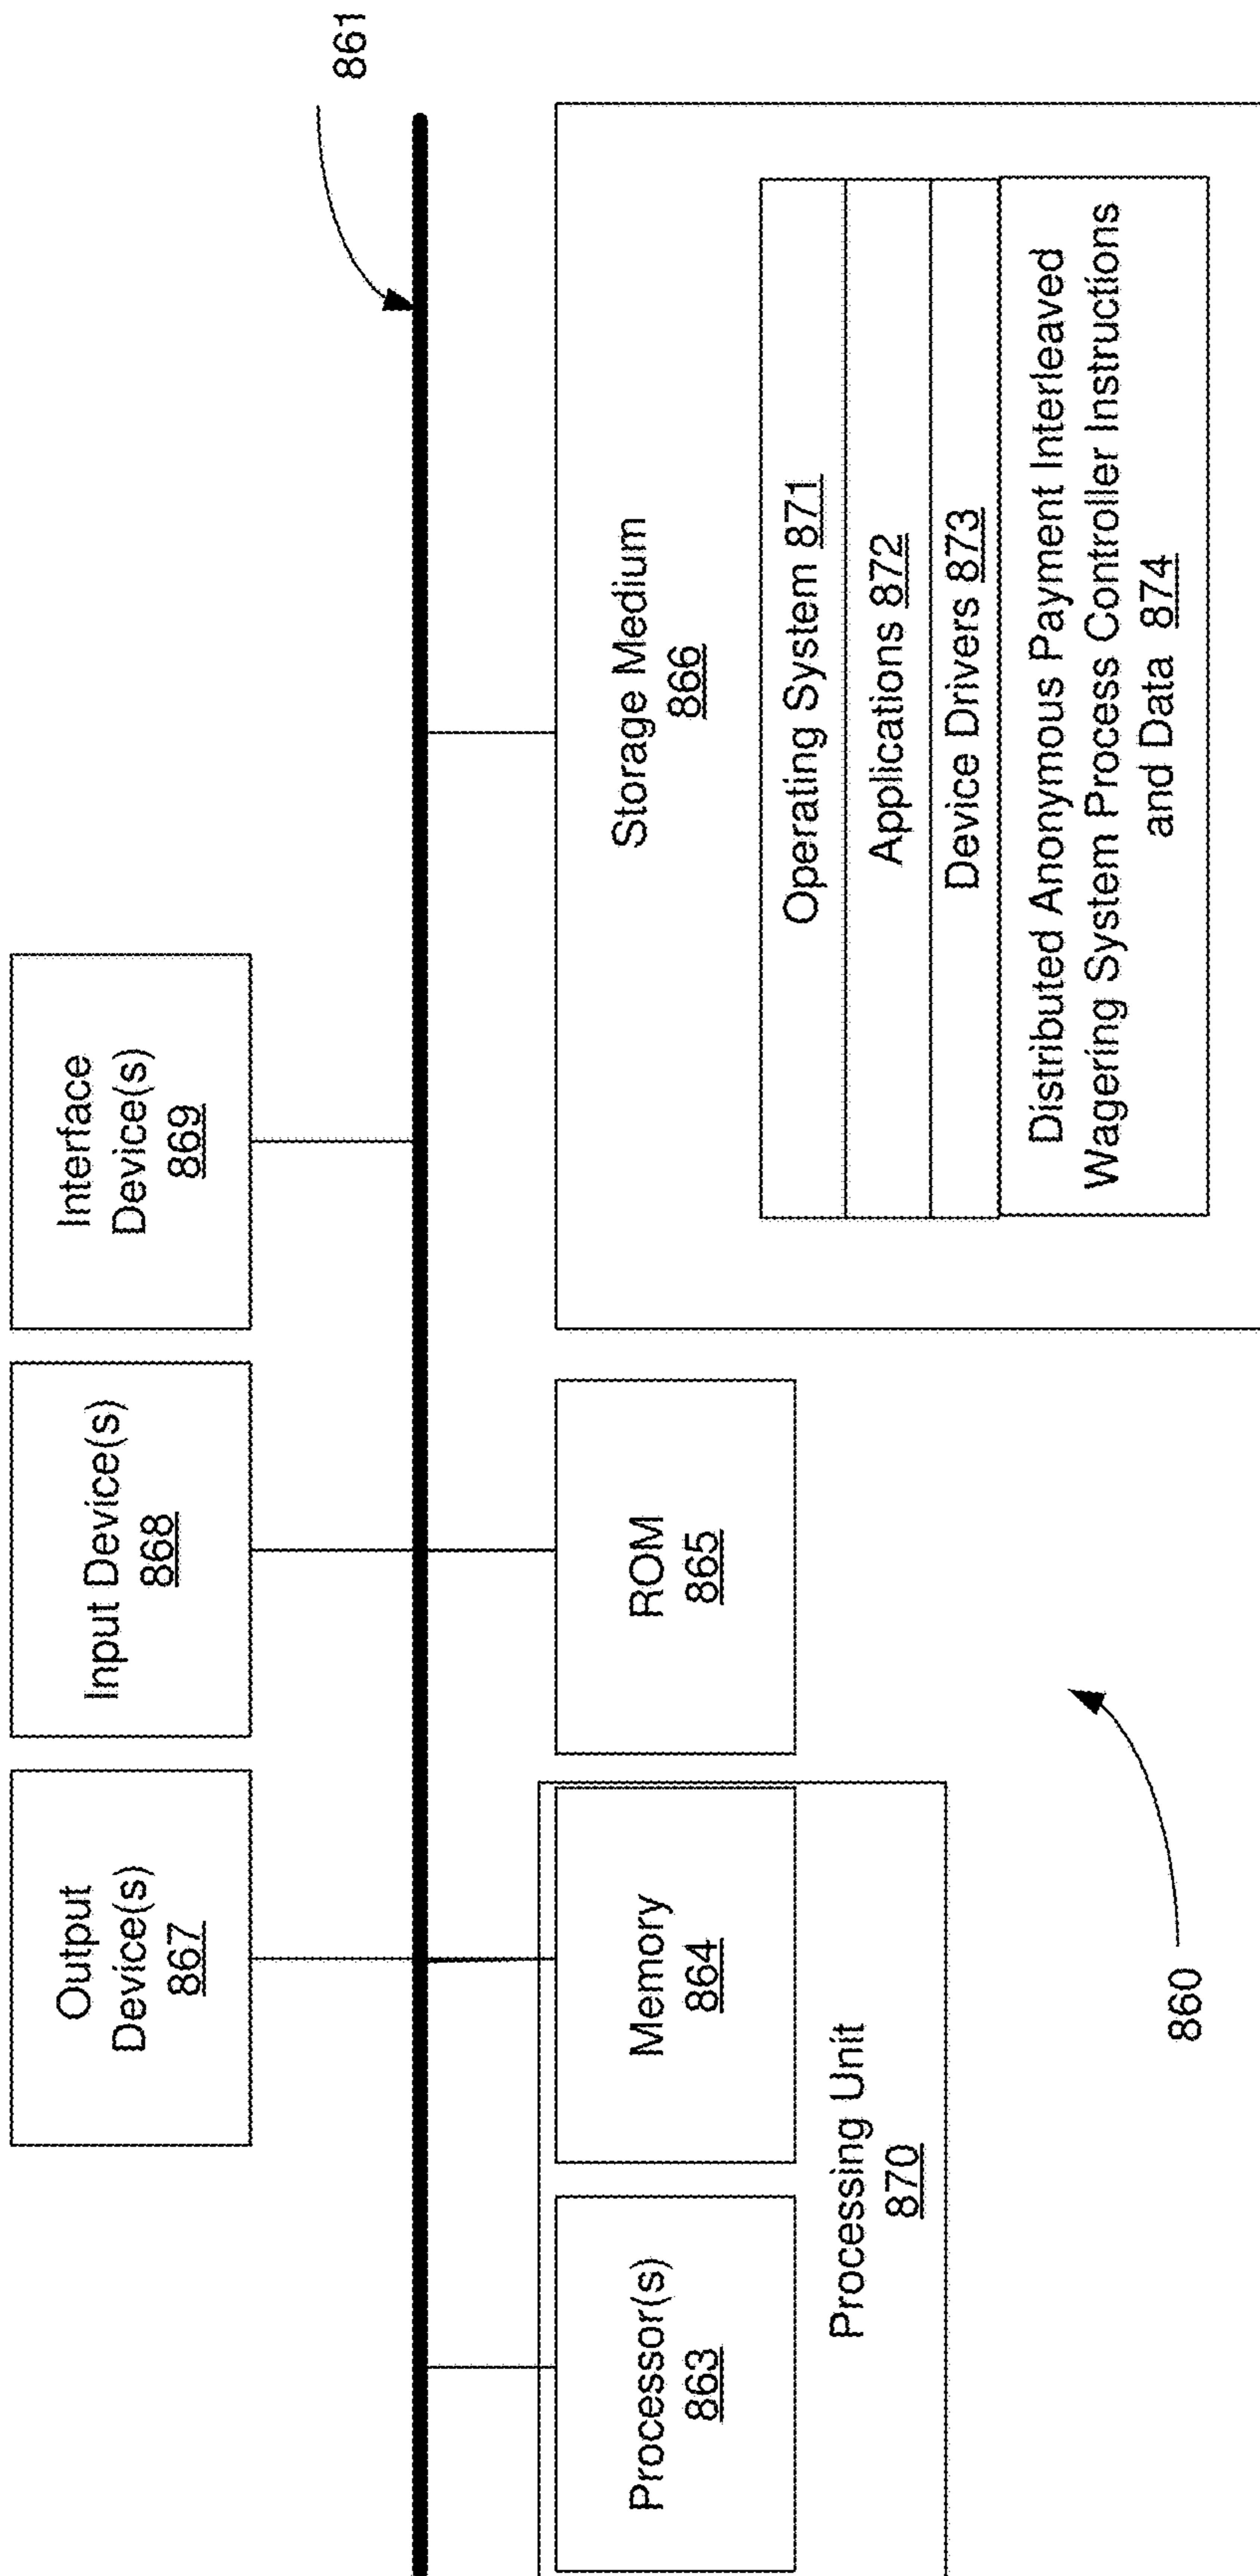 861
Output
Device(s)
867
Input Device(s)
868
Interface
Device(s)
869
Processor(s)
863
Memory
864
Processing Unit
870
ROM
865
Storage Medium
866
Operating System 871
Applications 872
Device Drivers 873
Distributed Anonymous Payment Interleaved
Wagering System Process Controller Instructions
and Data 874
860